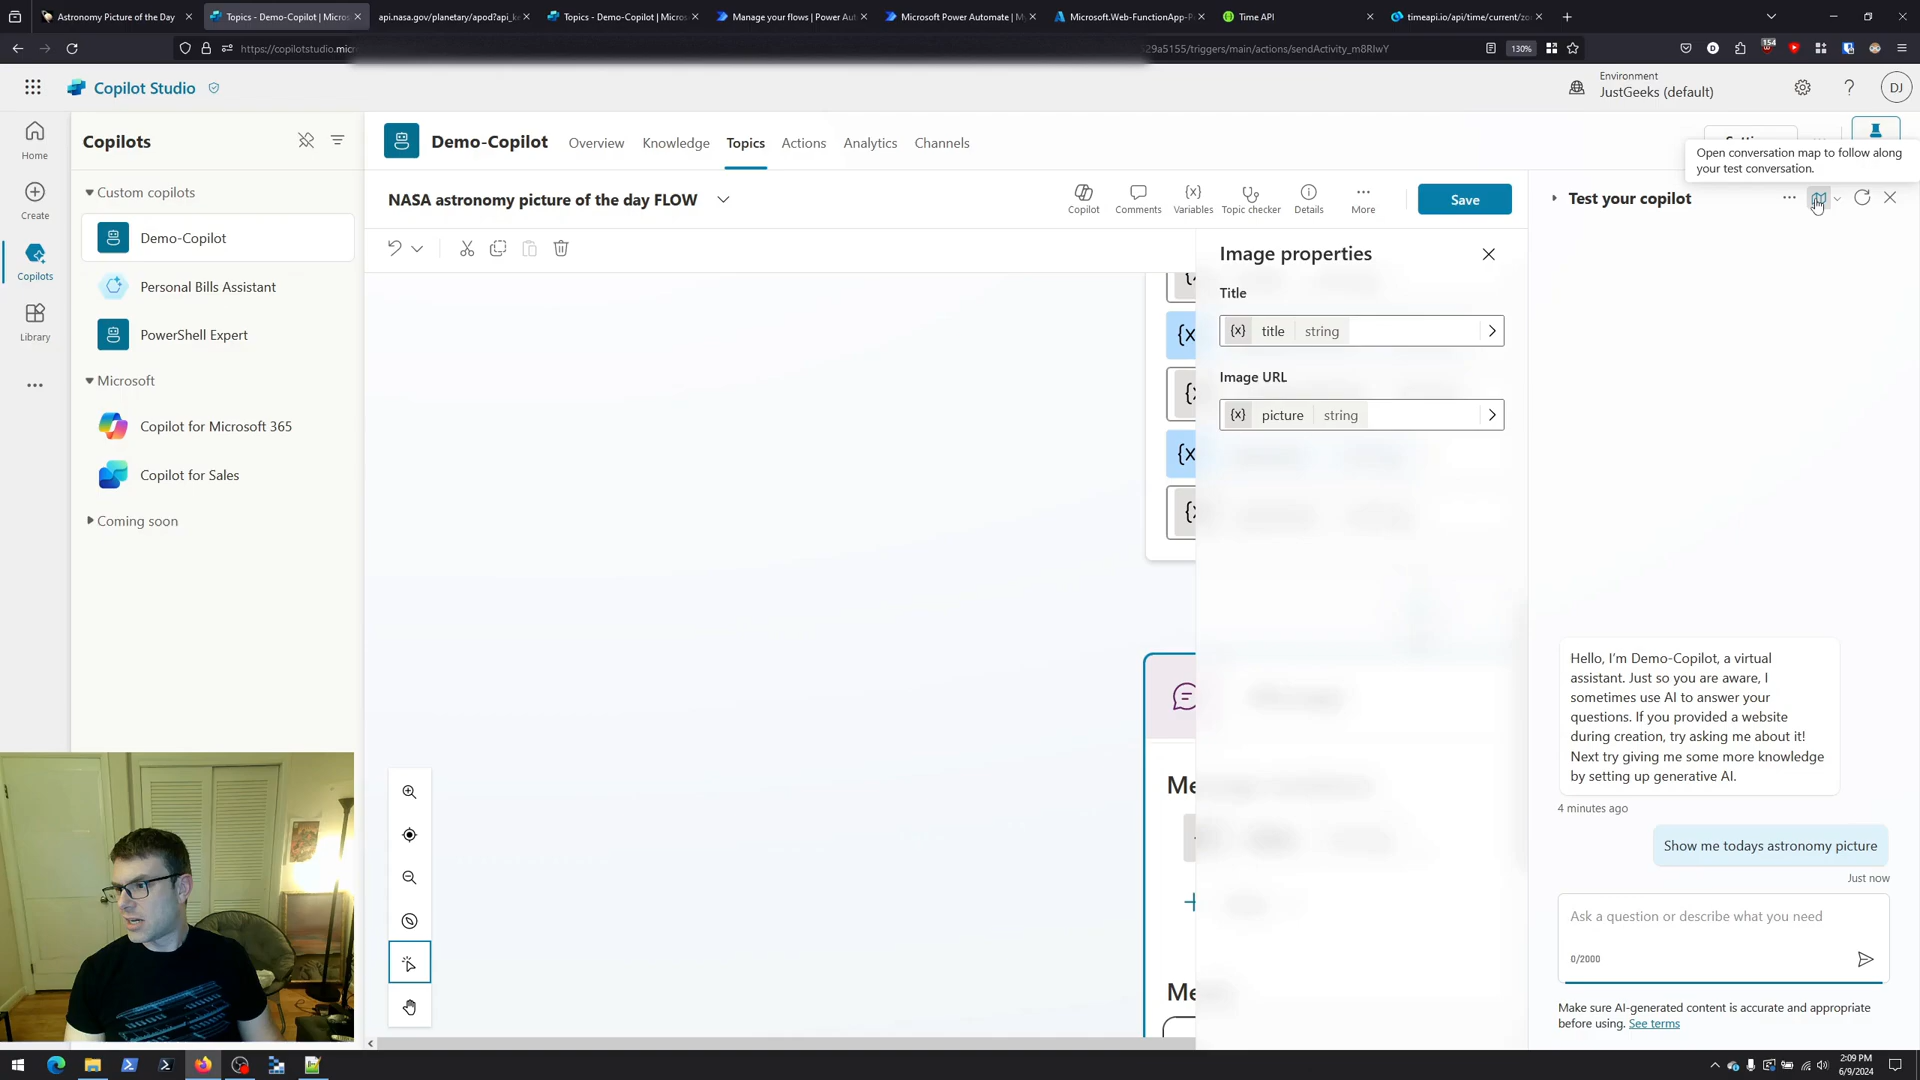 Astronomy Picture of the Day
Topics - Demo-Copilot | Micros
api.nasa.gov/planetary/apod?api_ke
Topics - Demo-Copilot | Micros
Manage your flows | Power Aut
Microsoft Power Automate | M
Microsoft.Web-FunctionApp-P
Time API
timeapi.io/api/time/current/zo
https://copilotstudio.micr
29a5155/triggers/main/actions/sendActivity_m8RIwY
130%
154
Copilot Studio
Environment
JustGeeks (default)
DJ
Home
Create
Copilots
Library
Copilots
Custom copilots
Demo-Copilot
Personal Bills Assistant
PowerShell Expert
Microsoft
Copilot for Microsoft 365
Copilot for Sales
Coming soon
Demo-Copilot
Overview
Knowledge
Topics
Actions
Analytics
Channels
Open conversation map to follow along
your test conversation.
NASA astronomy picture of the day FLOW
Copilot
Comments
Variables
Topic checker
Details
More
Save
Image properties
Title
{x} title string
Image URL
{x} picture string
Test your copilot
Hello, I'm Demo-Copilot, a virtual
assistant. Just so you are aware, I
sometimes use AI to answer your
questions. If you provided a website
during creation, try asking me about it!
Next try giving me some more knowledge
by setting up generative AI.
4 minutes ago
Show me todays astronomy picture
Just now
Ask a question or describe what you need
0/2000
Make sure AI-generated content is accurate and appropriate
before using. See terms
2:09 PM
6/9/2024